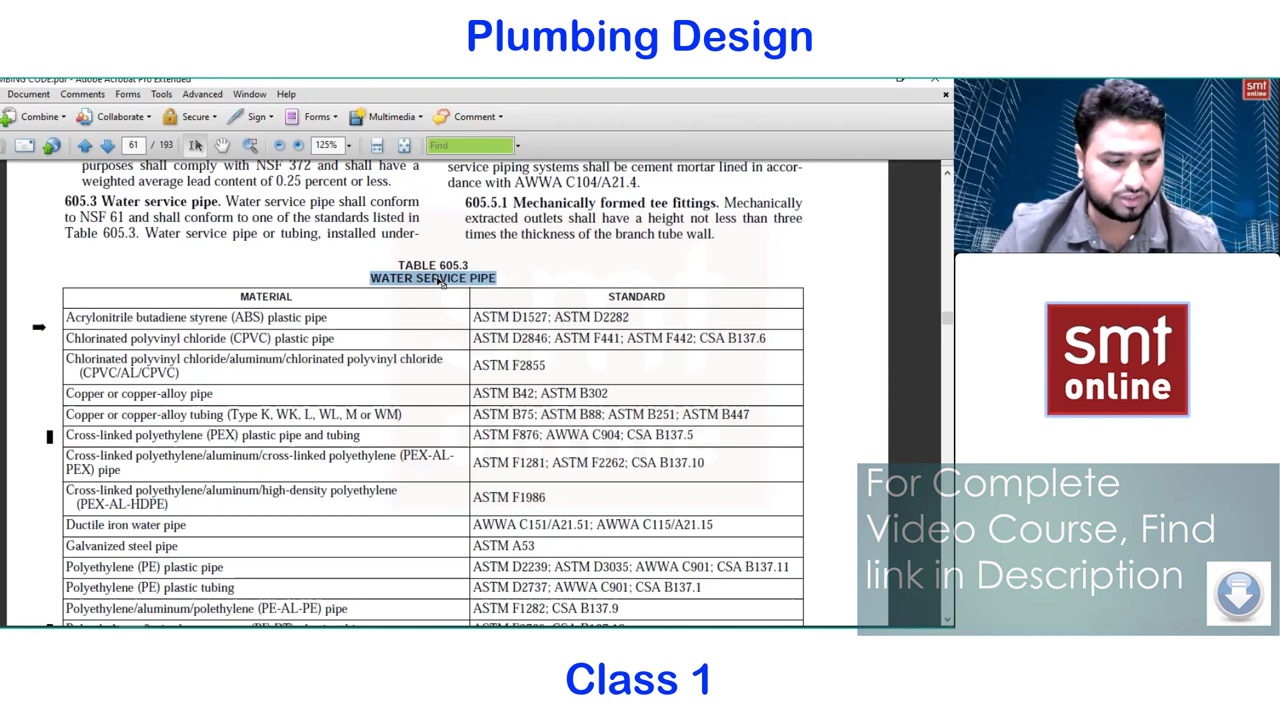 Plumbing Design
MBING CODE.pdf - Adobe Acrobat Pro Extended
Document Comments Forms Tools Advanced Window Help
Combine Collaborate Secure Sign Forms Multimedia Comment
61 / 193 125% Find
purposes shall comply with NSF 372 and shall have a
weighted average lead content of 0.25 percent or less.
605.3 Water service pipe. Water service pipe shall conform
to NSF 61 and shall conform to one of the standards listed in
Table 605.3. Water service pipe or tubing, installed under-
service piping systems shall be cement mortar lined in accor-
dance with AWWA C104/A21.4.
605.5.1 Mechanically formed tee fittings. Mechanically
extracted outlets shall have a height not less than three
times the thickness of the branch tube wall.
TABLE 605.3
WATER SERVICE PIPE
MATERIAL STANDARD
Acrylonitrile butadiene styrene (ABS) plastic pipe ASTM D1527; ASTM D2282
Chlorinated polyvinyl chloride (CPVC) plastic pipe ASTM D2846; ASTM F441; ASTM F442; CSA B137.6
Chlorinated polyvinyl chloride/aluminum/chlorinated polyvinyl chloride
(CPVC/AL/CPVC) ASTM F2855
Copper or copper-alloy pipe ASTM B42; ASTM B302
Copper or copper-alloy tubing (Type K, WK, L, WL, M or WM) ASTM B75; ASTM B88; ASTM B251; ASTM B447
Cross-linked polyethylene (PEX) plastic pipe and tubing ASTM F876; AWWA C904; CSA B137.5
Cross-linked polyethylene/aluminum/cross-linked polyethylene (PEX-AL-
PEX) pipe ASTM F1281; ASTM F2262; CSA B137.10
Cross-linked polyethylene/aluminum/high-density polyethylene
(PEX-AL-HDPE) ASTM F1986
Ductile iron water pipe AWWA C151/A21.51; AWWA C115/A21.15
Galvanized steel pipe ASTM A53
Polyethylene (PE) plastic pipe ASTM D2239; ASTM D3035; AWWA C901; CSA B137.11
Polyethylene (PE) plastic tubing ASTM D2737; AWWA C901; CSA B137.1
Polyethylene/aluminum/polethylene (PE-AL-PE) pipe ASTM F1282; CSA B137.9
smt
online
smt
online
For Complete
Video Course, Find
link in Description
Class 1